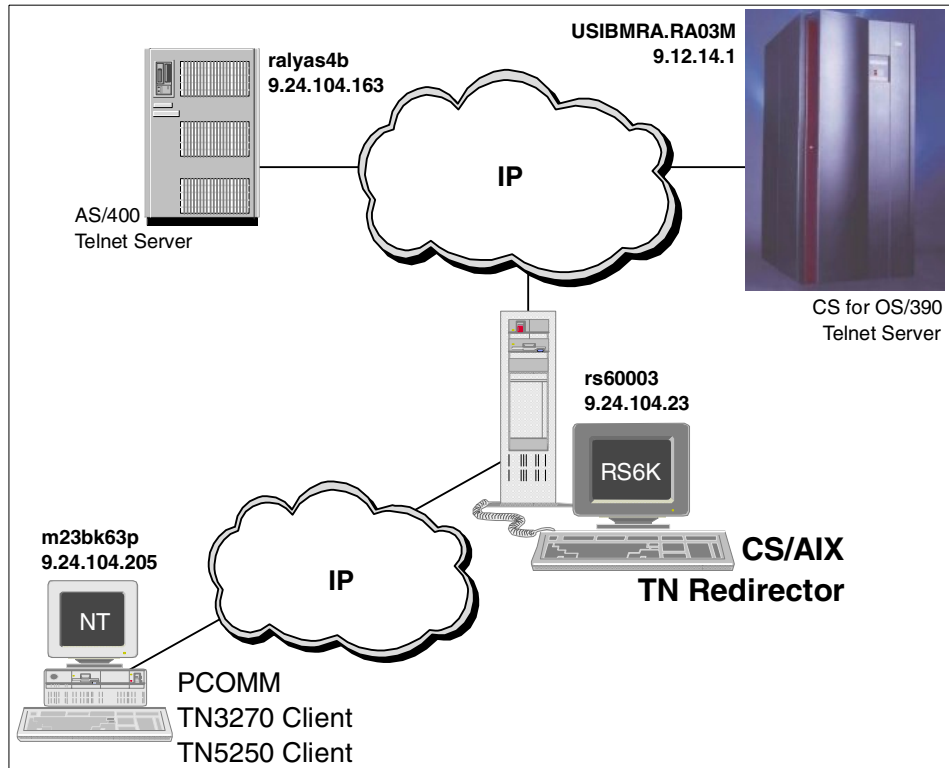 USIBMRA.RA03M
9.12.14.1
ralyas4b
9.24.104.163
IP
AS/400
Telnet Server
CS for OS/390
Telnet Server
rs60003
9.24.104.23
RS6K
CS/AIX
TN Redirector
m23bk63p
9.24.104.205
IP
NT
PCOMM
TN3270 Client
TN5250 Client